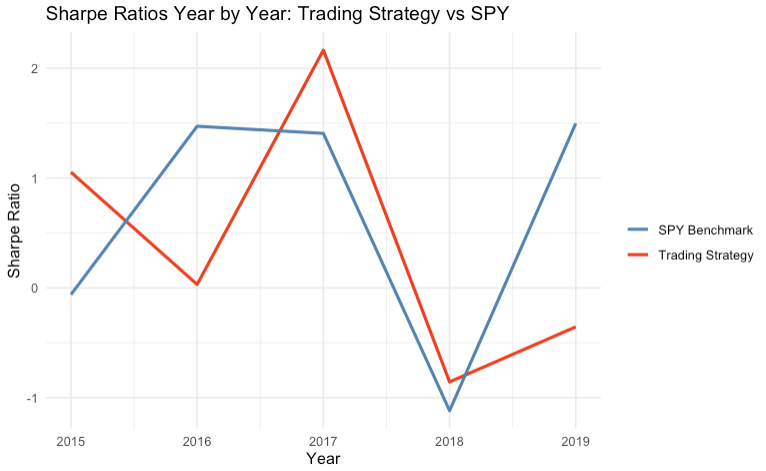 Sharpe Ratios Year by Year: Trading Strategy vs SPY
Sharpe Ratio
2
1
0
-1
2015 2016 2017 2018 2019
Year
SPY Benchmark
Trading Strategy